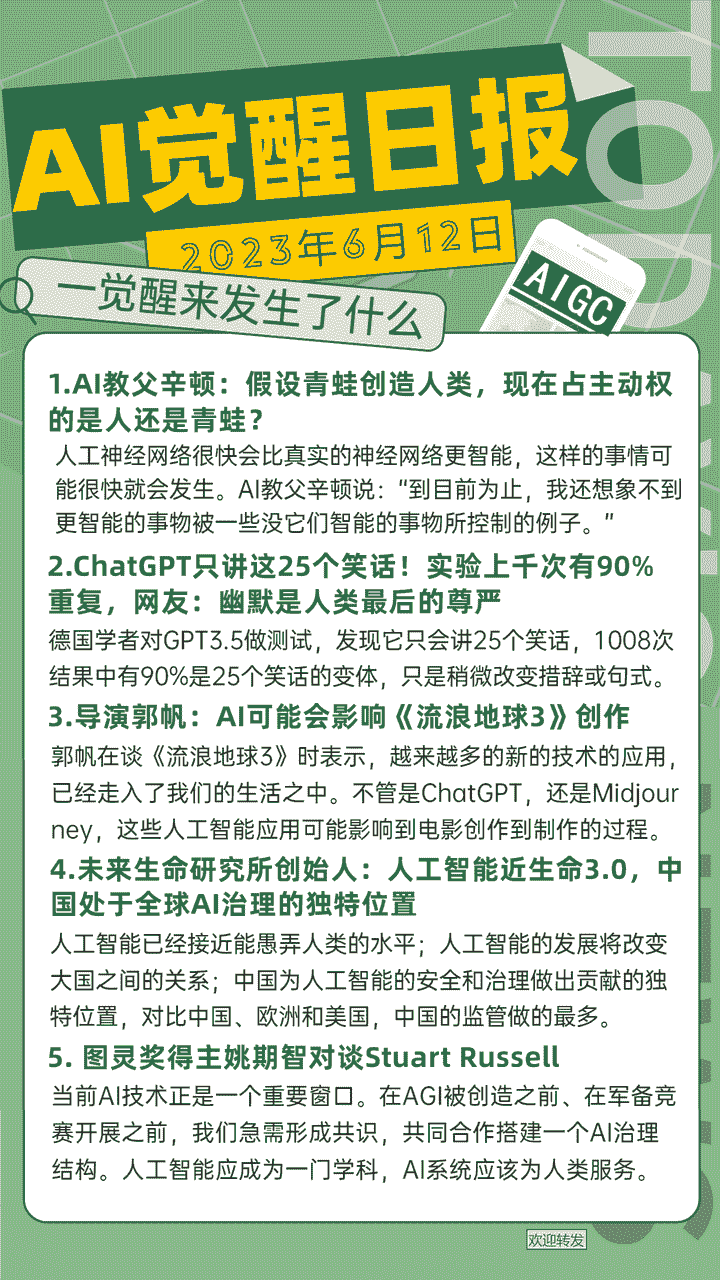 AI觉醒日报
2023年6月12日
一觉醒来发生了什么
AIGC
1.AI教父辛顿：假设青蛙创造人类，现在占主动权
的是人还是青蛙？
人工神经网络很快会比真实的神经网络更智能，这样的事情可
能很快就会发生。AI教父辛顿说：“到目前为止，我还想象不到
更智能的事物被一些没它们智能的事物所控制的例子。”
2.ChatGPT只讲这25个笑话！实验上千次有90%
重复，网友：幽默是人类最后的尊严
德国学者对GPT3.5做测试，发现它只会讲25个笑话，1008次
结果中有90%是25个笑话的变体，只是稍微改变措辞或句式。
3.导演郭帆：AI可能会影响《流浪地球3》创作
郭帆在谈《流浪地球3》时表示，越来越多的新的技术的应用，
已经走入了我们的生活之中。不管是ChatGPT，还是Midjour
ney，这些人工智能应用可能影响到电影创作到制作的过程。
4.未来生命研究所创始人：人工智能近生命3.0，中
国处于全球AI治理的独特位置
人工智能已经接近能愚弄人类的水平；人工智能的发展将改变
大国之间的关系；中国为人工智能的安全和治理做出贡献的独
特位置，对比中国、欧洲和美国，中国的监管做的最多。
5. 图灵奖得主姚期智对谈Stuart Russell
当前AI技术正是一个重要窗口。在AGI被创造之前、在军备竞
赛开展之前，我们急需形成共识，共同合作搭建一个AI治理
结构。人工智能应成为一门学科，AI系统应该为人类服务。
欢迎转发